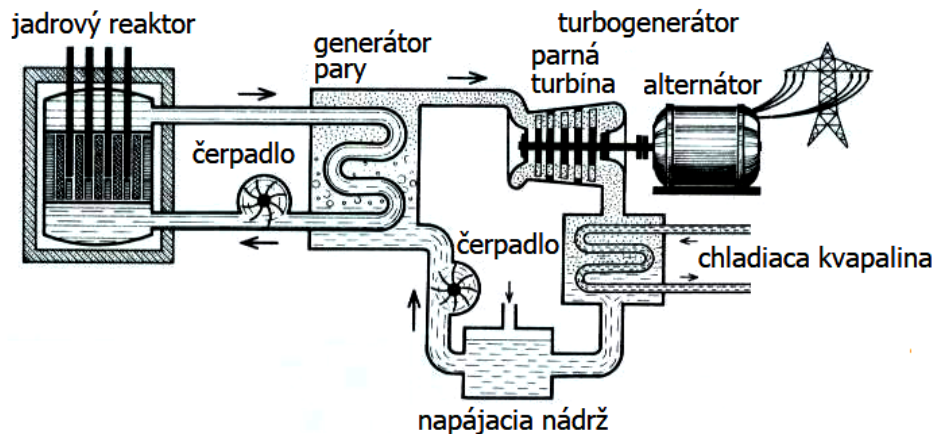 jadrový reaktor
generátor
pary
turbogenerátor
parná
turbína
alternátor
čerpadlo
čerpadlo
chladiaca kvapalina
napájacia nádrž